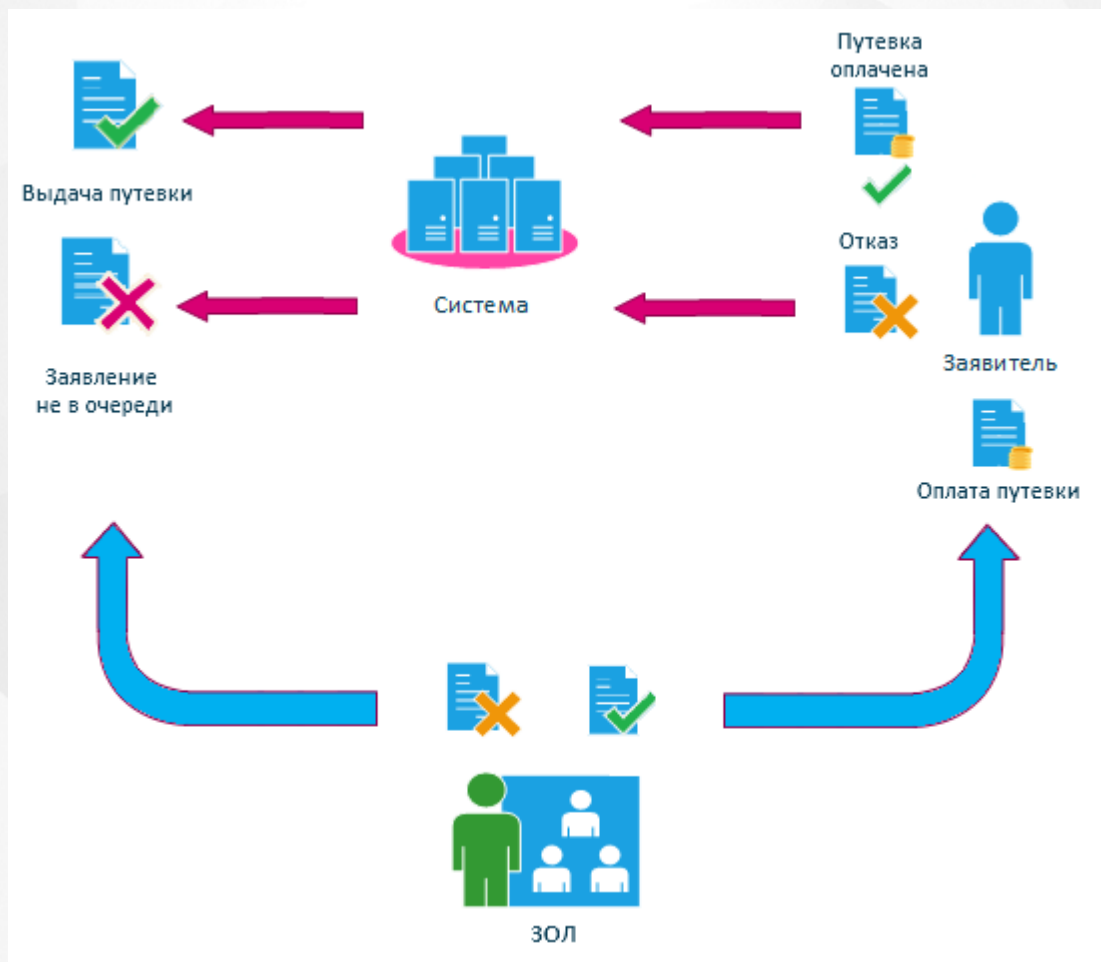 Путевка
оплачена
Выдача путевки
Отказ
Система
Заявитель
Заявление
не в очереди
Оплата путевки
ЗОЛ